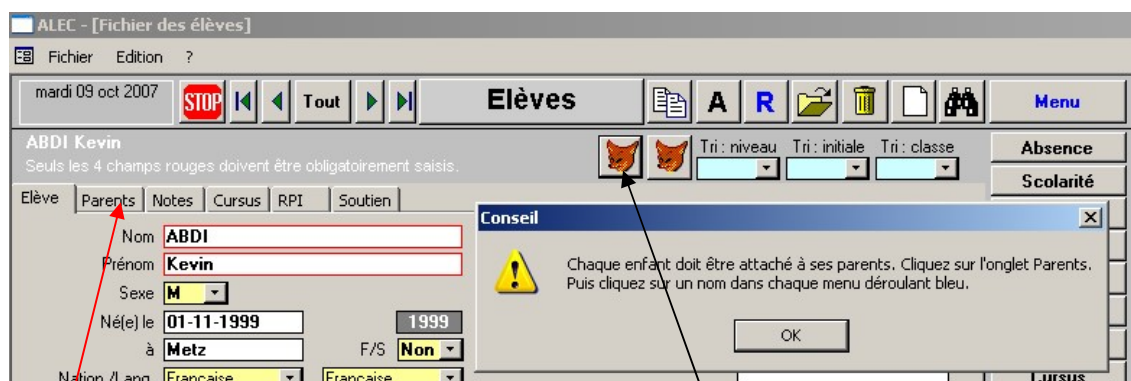 ALEC - [Fichier des élèves]
Fichier Edition ?
mardi 09 oct 2007 STOP Tout Elèves A R Menu
ABDI Kevin
Seuls les 4 champs rouges doivent être obligatoirement saisis.
Tri : niveau Tri : initiale Tri : classe
Absence
Scolarité
Elève Parents Notes Cursus RPI Soutien
Conseil
Chaque enfant doit être attaché à ses parents. Cliquez sur l'onglet Parents.
Puis cliquez sur un nom dans chaque menu déroulant bleu.
OK
Nom ABDI
Prénom Kevin
Sexe M
Né(e) le 01-11-1999 1999
à Metz F/S Non
Nation./Lang. Française Française
Cursus